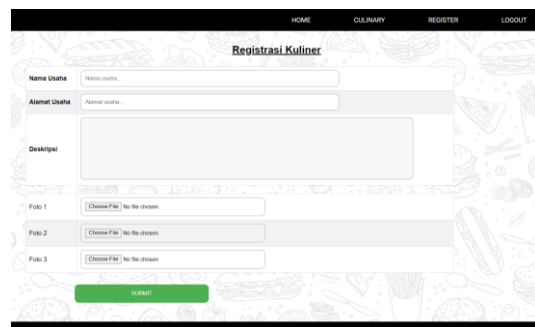 HOME CULINARY REGISTER LOGOUT
Registrasi Kuliner
Nama Usaha Nama usaha..
Alamat Usaha Alamat usaha...
Deskripsi
Foto 1 Choose File No file chosen
Foto 2 Choose File No file chosen
Foto 3 Choose File No file chosen
SUBMIT